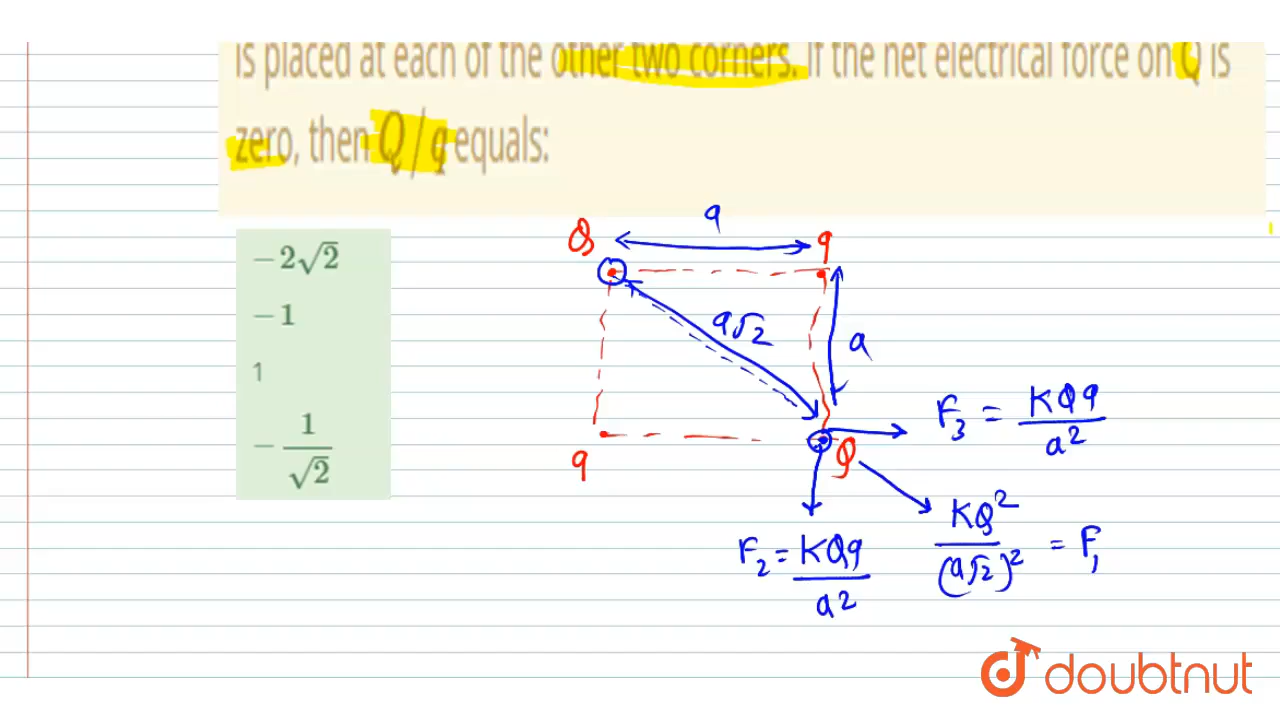 is placed at each of the other two corners. If the net electrical force on Q is
zero, then Q/q equals:
-2√2
-1
1
-1/√2
a
Q
q
a√2
a
q
Q
F₃ = KQq/a²
F₂ = KQq/a²
KQ²/(a√2)² = F₁
doubtnut